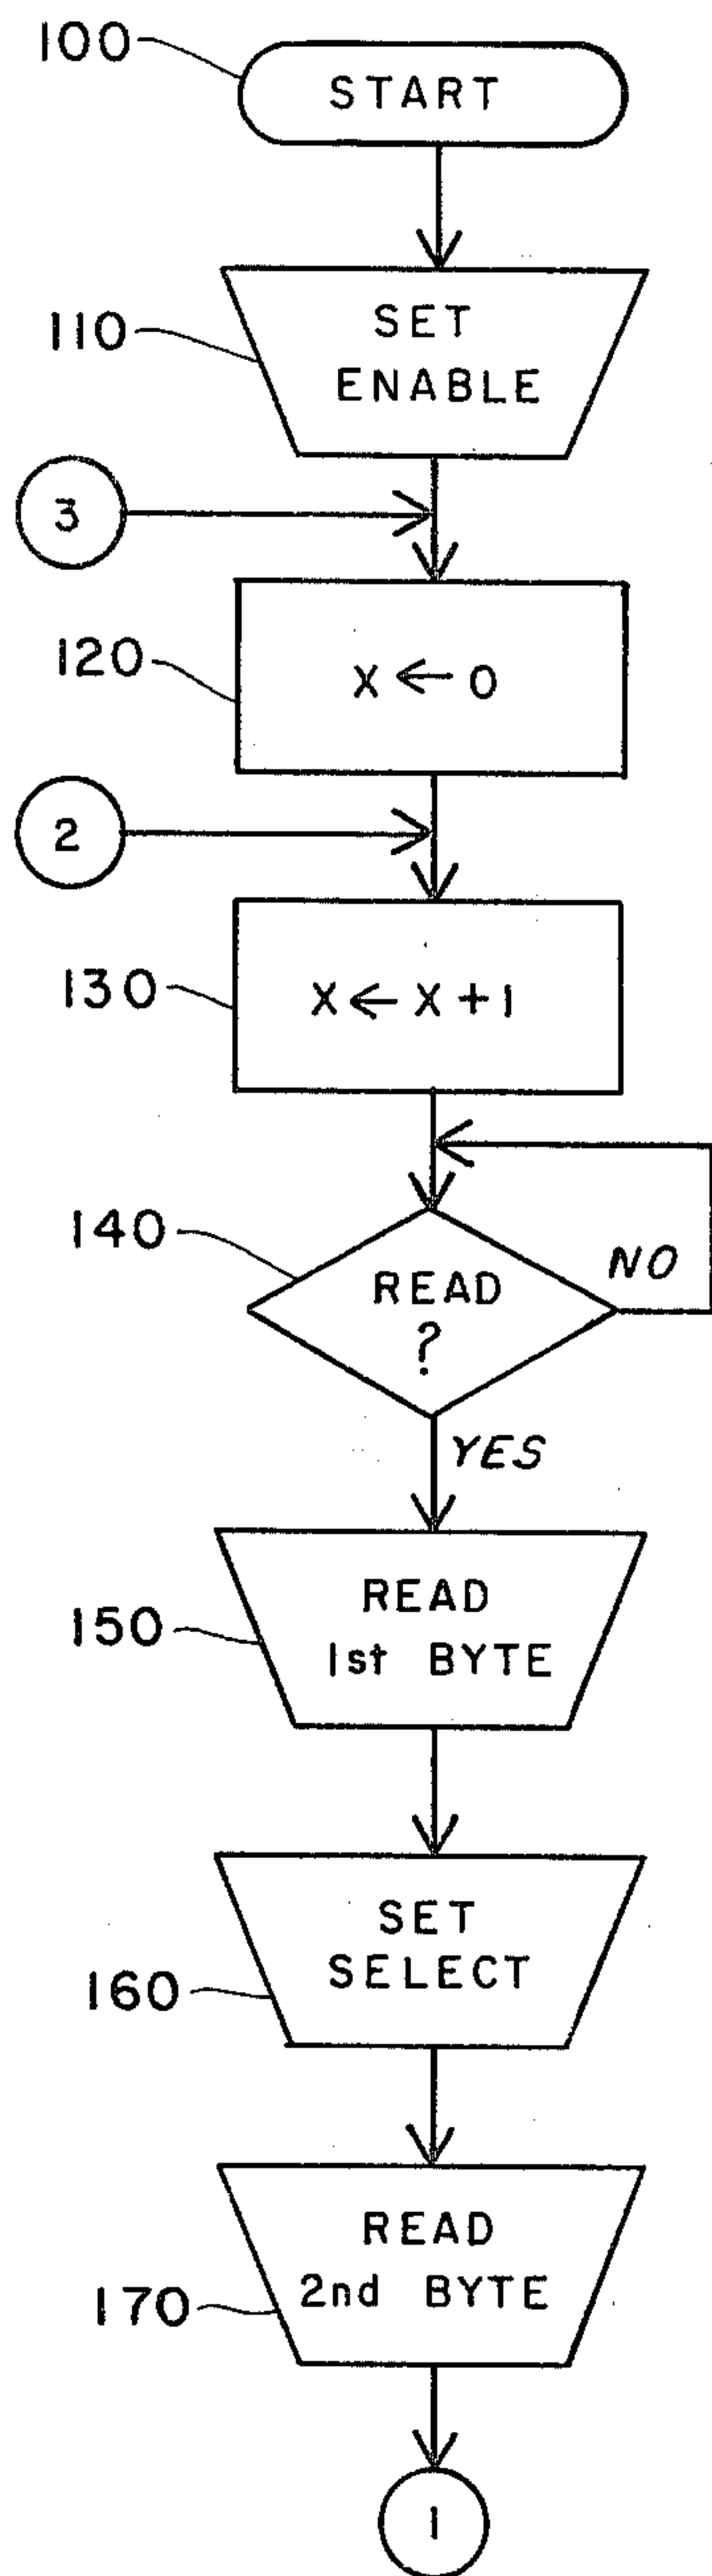 100
START
110
SET
ENABLE
3
120
X ← 0
2
130
X ← X + 1
140
READ
?
NO
YES
150
READ
1st BYTE
160
SET
SELECT
170
READ
2nd BYTE
1